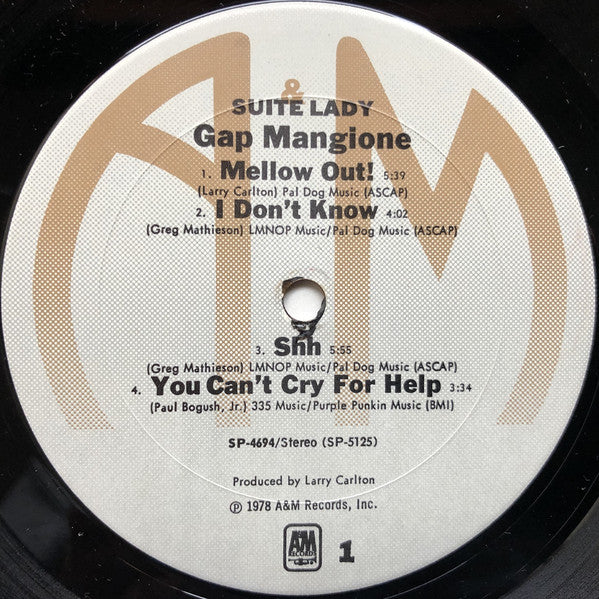 A&M
SUITE LADY
Gap Mangione
1. Mellow Out! 5:39
(Larry Carlton) Pal Dog Music (ASCAP)
2. I Don't Know 4:02
(Greg Mathieson) LMNOP Music/Pal Dog Music (ASCAP)
3. Shh 5:55
(Greg Mathieson) LMNOP Music/Pal Dog Music (ASCAP)
4. You Can't Cry For Help 3:34
(Paul Bogush, Jr.) 335 Music/Purple Punkin Music (BMI)
SP-4694/Stereo (SP-5125)
Produced by Larry Carlton
℗ 1978 A&M Records, Inc.
A&M
RECORDS
1